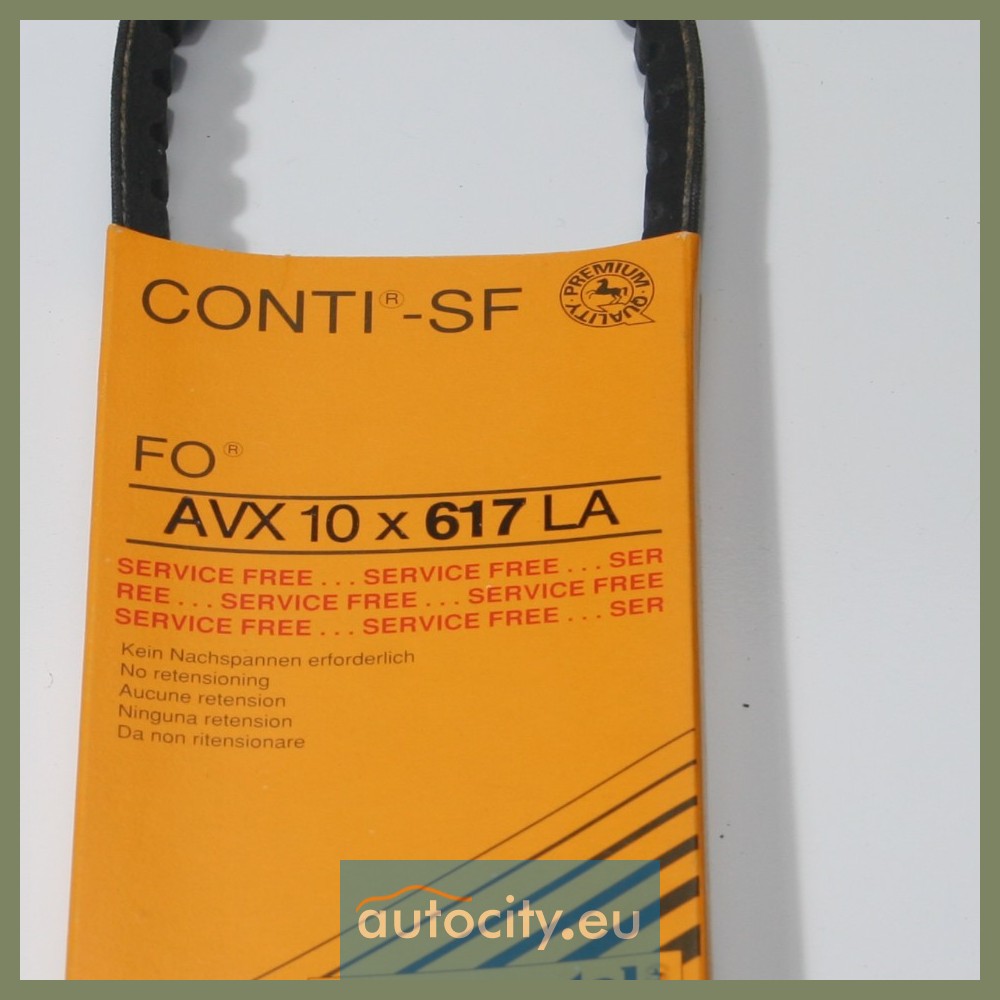 CONTI®-SF
PREMIUM · QUALITY ·
FO®
AVX 10 x 617 LA
SERVICE FREE . . . SERVICE FREE . . . SER
REE . . . SERVICE FREE . . . SERVICE FREE
SERVICE FREE . . . SERVICE FREE . . . SER
Kein Nachspannen erforderlich
No retensioning
Aucune retension
Ninguna retension
Da non ritensionare
autocity.eu